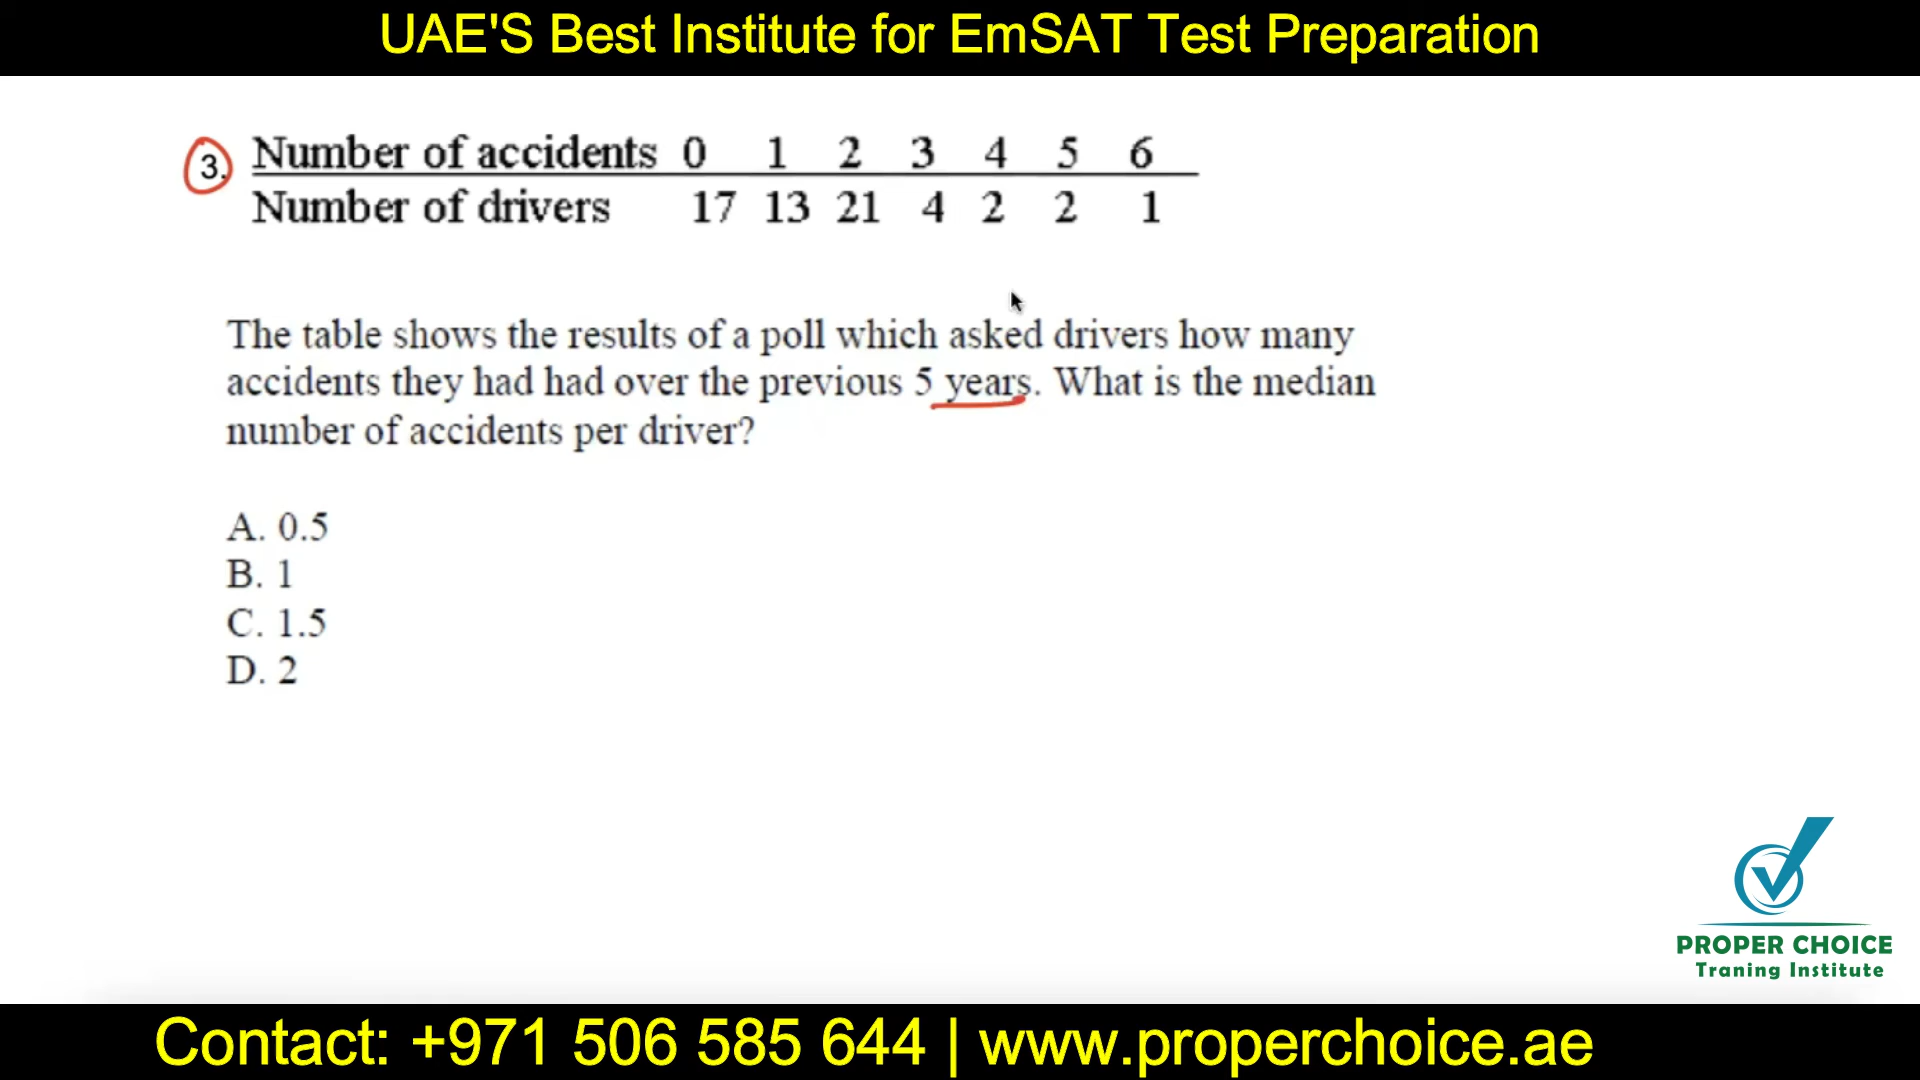 UAE'S Best Institute for EmSAT Test Preparation
3. Number of accidents 0 1 2 3 4 5 6
Number of drivers 17 13 21 4 2 2 1
The table shows the results of a poll which asked drivers how many
accidents they had had over the previous 5 years. What is the median
number of accidents per driver?
A. 0.5
B. 1
C. 1.5
D. 2
PROPER CHOICE
Traning Institute
Contact: +971 506 585 644 | www.properchoice.ae